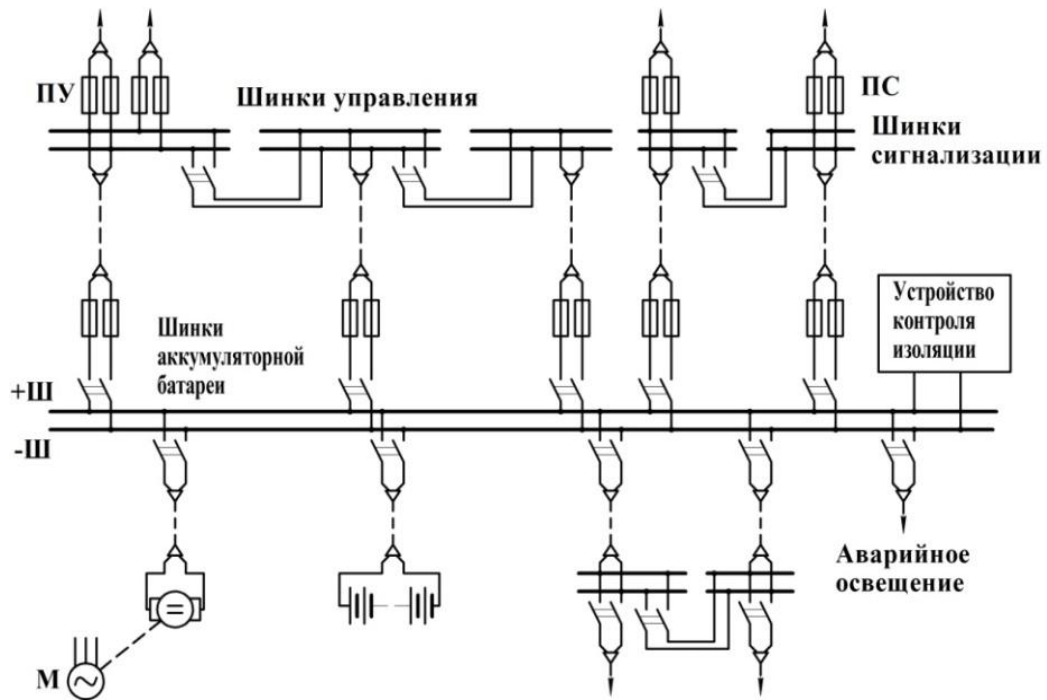 ПУ
Шинки управления
ПС
Шинки
сигнализации
Устройство
контроля
изоляции
Шинки
аккумуляторной
батареи
+Ш
-Ш
Аварийное
освещение
М